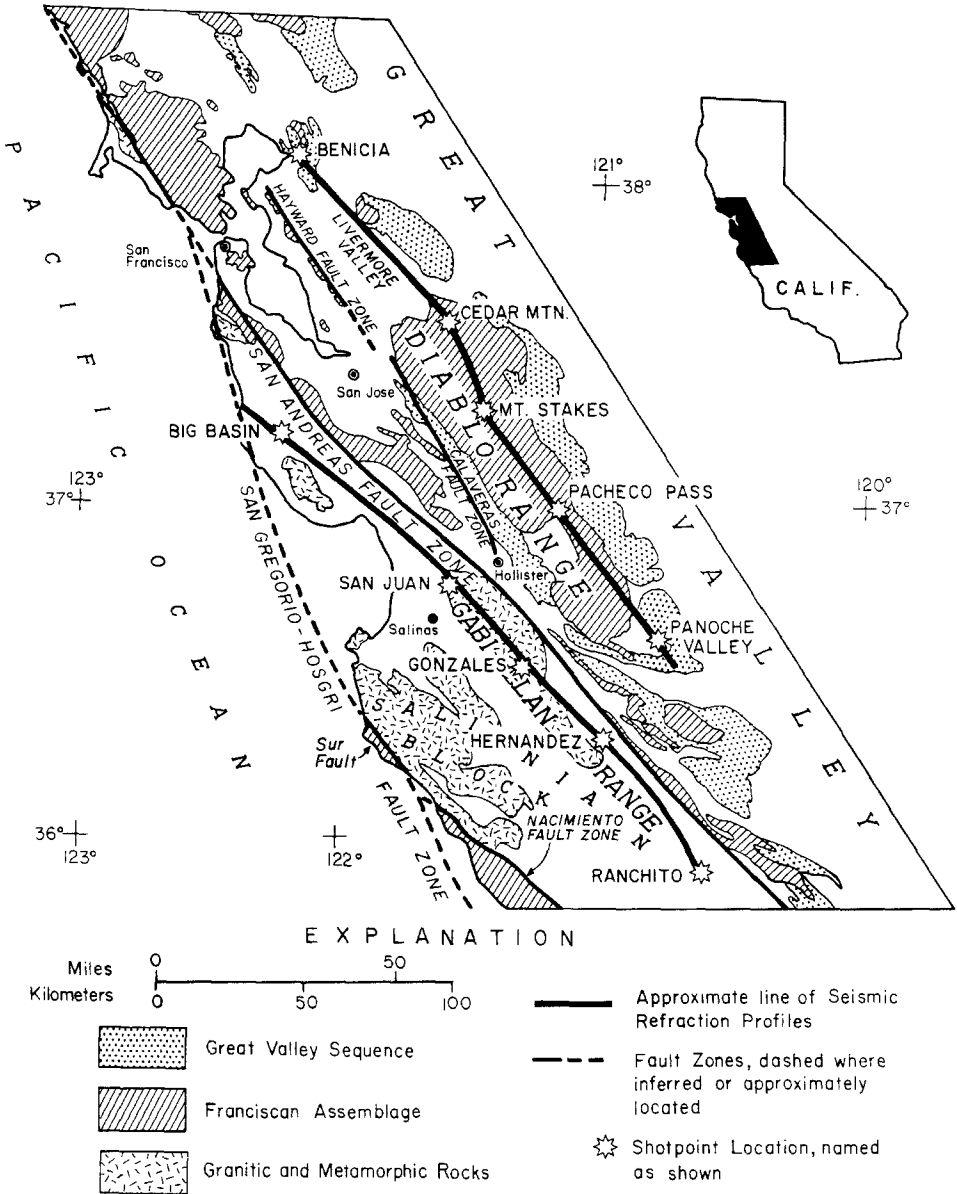 GREAT VALLEY
PACIFIC OCEAN
BENICIA
HAYWARD FAULT ZONE
LIVERMORE
VALLEY
121°
38°
San
Francisco
CALIF.
CEDAR MTN.
DIABLO RANGE
San Jose
MT. STAKES
SAN ANDREAS FAULT ZONE
BIG BASIN
CALAVERAS
FAULT ZONE
123°
37°
PACHECO PASS
120°
37°
SAN GREGORIO-HOSGRI
FAULT ZONE
Hollister
SAN JUAN
GABILAN RANGE
Salinas
PANOCHE
VALLEY
GONZALES
SALINIAN
BLOCK
HERNANDEZ
Sur
Fault
NACIMIENTO
FAULT ZONE
36°
123°
122°
RANCHITO
EXPLANATION
Miles
0 50
Kilometers
0 50 100
Great Valley Sequence
Franciscan Assemblage
Granitic and Metamorphic Rocks
Approximate line of Seismic
Refraction Profiles
Fault Zones, dashed where
inferred or approximately
located
Shotpoint Location, named
as shown